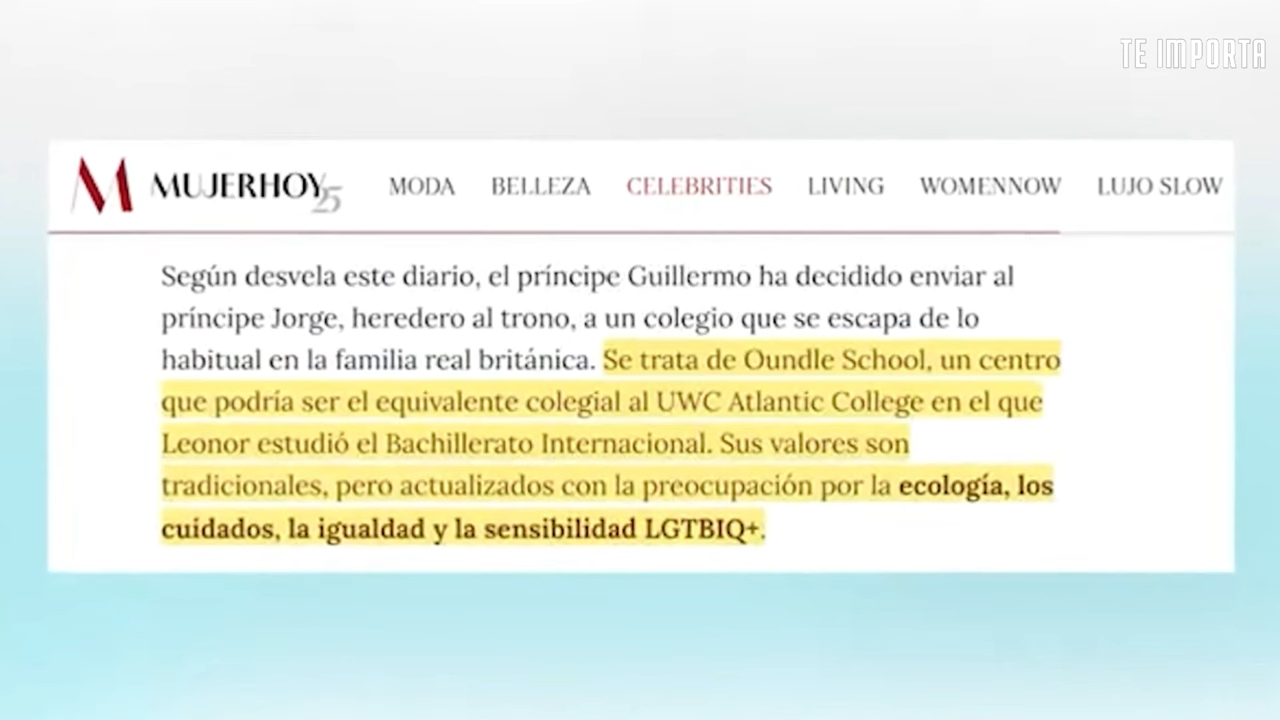 TE IMPORTA
M MUJERHOY 25 MODA BELLEZA CELEBRITIES LIVING WOMENNOW LUJO SLOW
Según desvela este diario, el príncipe Guillermo ha decidido enviar al
príncipe Jorge, heredero al trono, a un colegio que se escapa de lo
habitual en la familia real británica. Se trata de Oundle School, un centro
que podría ser el equivalente colegial al UWC Atlantic College en el que
Leonor estudió el Bachillerato Internacional. Sus valores son
tradicionales, pero actualizados con la preocupación por la ecología, los
cuidados, la igualdad y la sensibilidad LGTBIQ+.